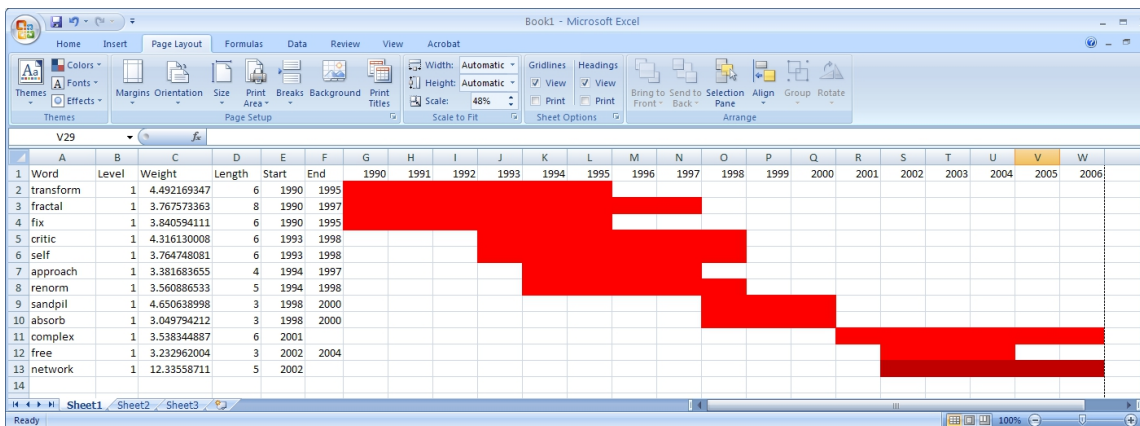 Book1 - Microsoft Excel
Home Insert Page Layout Formulas Data Review View Acrobat
Colors Width: Automatic Gridlines Headings
Aa Fonts Height: Automatic View View
Themes Effects Margins Orientation Size Print Area Breaks Background Print Titles Scale: 48% Print Print Bring to Front Send to Back Selection Pane Align Group Rotate
Themes Page Setup Scale to Fit Sheet Options Arrange
V29 fx
A B C D E F G H I J K L M N O P Q R S T U V W
1 Word Level Weight Length Start End 1990 1991 1992 1993 1994 1995 1996 1997 1998 1999 2000 2001 2002 2003 2004 2005 2006
2 transform 1 4.492169347 6 1990 1995
3 fractal 1 3.767573363 8 1990 1997
4 fix 1 3.840594111 6 1990 1995
5 critic 1 4.316130008 6 1993 1998
6 self 1 3.764748081 6 1993 1998
7 approach 1 3.381683655 4 1994 1997
8 renorm 1 3.560886533 5 1994 1998
9 sandpil 1 4.650638998 3 1998 2000
10 absorb 1 3.049794212 3 1998 2000
11 complex 1 3.538344887 6 2001
12 free 1 3.232962004 3 2002 2004
13 network 1 12.33558711 5 2002
14
Sheet1 Sheet2 Sheet3
Ready 100%